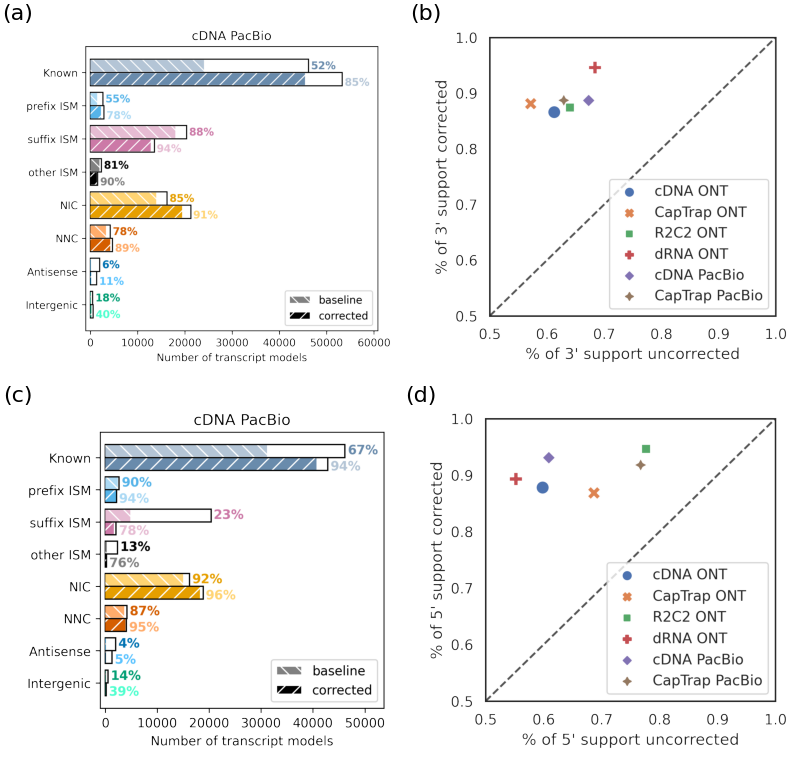 (a)
cDNA PacBio
Known
52%
85%
prefix ISM
55%
78%
suffix ISM
88%
94%
other ISM
81%
90%
NIC
85%
91%
NNC
78%
89%
Antisense
6%
11%
Intergenic
18%
40%
baseline
corrected
0 10000 20000 30000 40000 50000 60000
Number of transcript models
(b)
% of 3' support corrected
1.0
0.9
0.8
0.7
0.6
0.5
cDNA ONT
CapTrap ONT
R2C2 ONT
dRNA ONT
cDNA PacBio
CapTrap PacBio
0.5 0.6 0.7 0.8 0.9 1.0
% of 3' support uncorrected
(c)
cDNA PacBio
Known
67%
94%
prefix ISM
90%
94%
suffix ISM
23%
78%
other ISM
13%
76%
NIC
92%
96%
NNC
87%
95%
Antisense
4%
5%
Intergenic
14%
39%
baseline
corrected
0 10000 20000 30000 40000 50000
Number of transcript models
(d)
% of 5' support corrected
1.0
0.9
0.8
0.7
0.6
0.5
cDNA ONT
CapTrap ONT
R2C2 ONT
dRNA ONT
cDNA PacBio
CapTrap PacBio
0.5 0.6 0.7 0.8 0.9 1.0
% of 5' support uncorrected